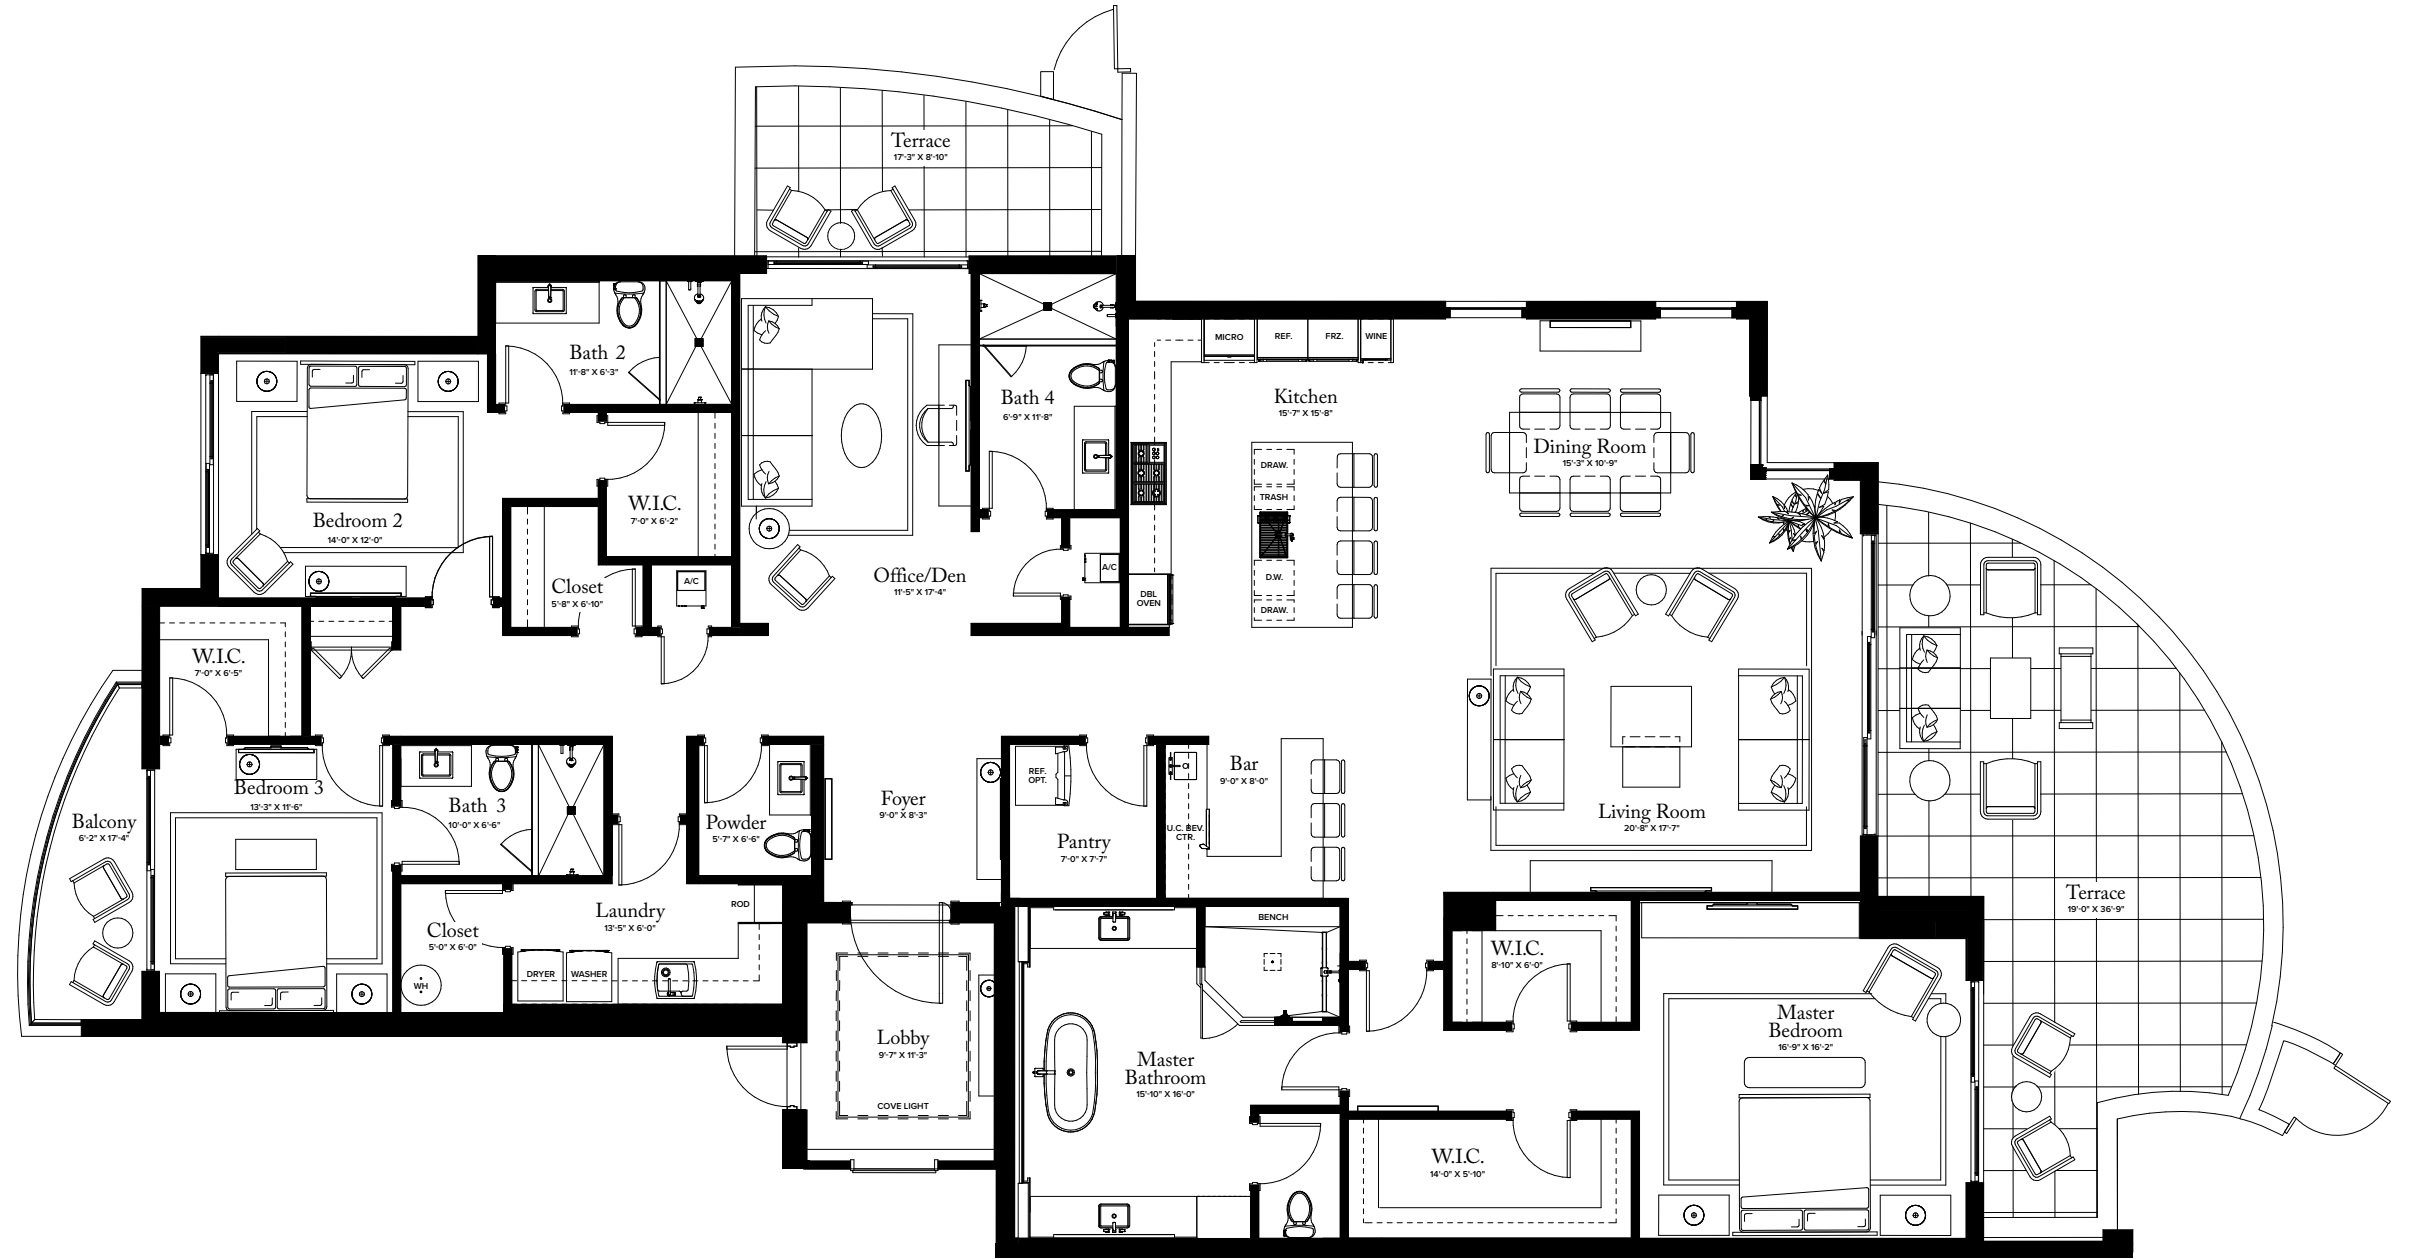 Terrace
17'-3" X 8'-10"
Bath 2
11'-8" X 6'-3"
MICRO
REF.
FRZ.
WINE
Bath 4
6'-9" X 11'-8"
Kitchen
15'-7" X 15'-8"
Dining Room
15'-3" X 10'-9"
DRAW.
TRASH
D.W.
DRAW.
W.I.C.
7'-0" X 6'-2"
Bedroom 2
14'-0" X 12'-0"
Closet
5'-8" X 6'-10"
A/C
Office/Den
11'-5" X 17'-4"
A/C
DBL
OVEN
W.I.C.
7'-0" X 6'-5"
Bedroom 3
13'-3" X 11'-6"
Balcony
6'-2" X 17'-4"
Bath 3
10'-0" X 6'-6"
Powder
5'-7" X 6'-6"
Foyer
9'-0" X 8'-3"
REF.
OPT.
Pantry
7'-0" X 7'-7"
Bar
9'-0" X 8'-0"
U.C. BEV.
CTR.
Living Room
20'-8" X 17'-7"
Terrace
19'-0" X 36'-9"
Closet
5'-0" X 6'-0"
WH
Laundry
13'-5" X 6'-0"
ROD
DRYER
WASHER
BENCH
W.I.C.
8'-10" X 6'-0"
Lobby
9'-7" X 11'-3"
COVE LIGHT
Master
Bathroom
15'-10" X 16'-0"
Master
Bedroom
16'-9" X 16'-2"
W.I.C.
14'-0" X 5'-10"